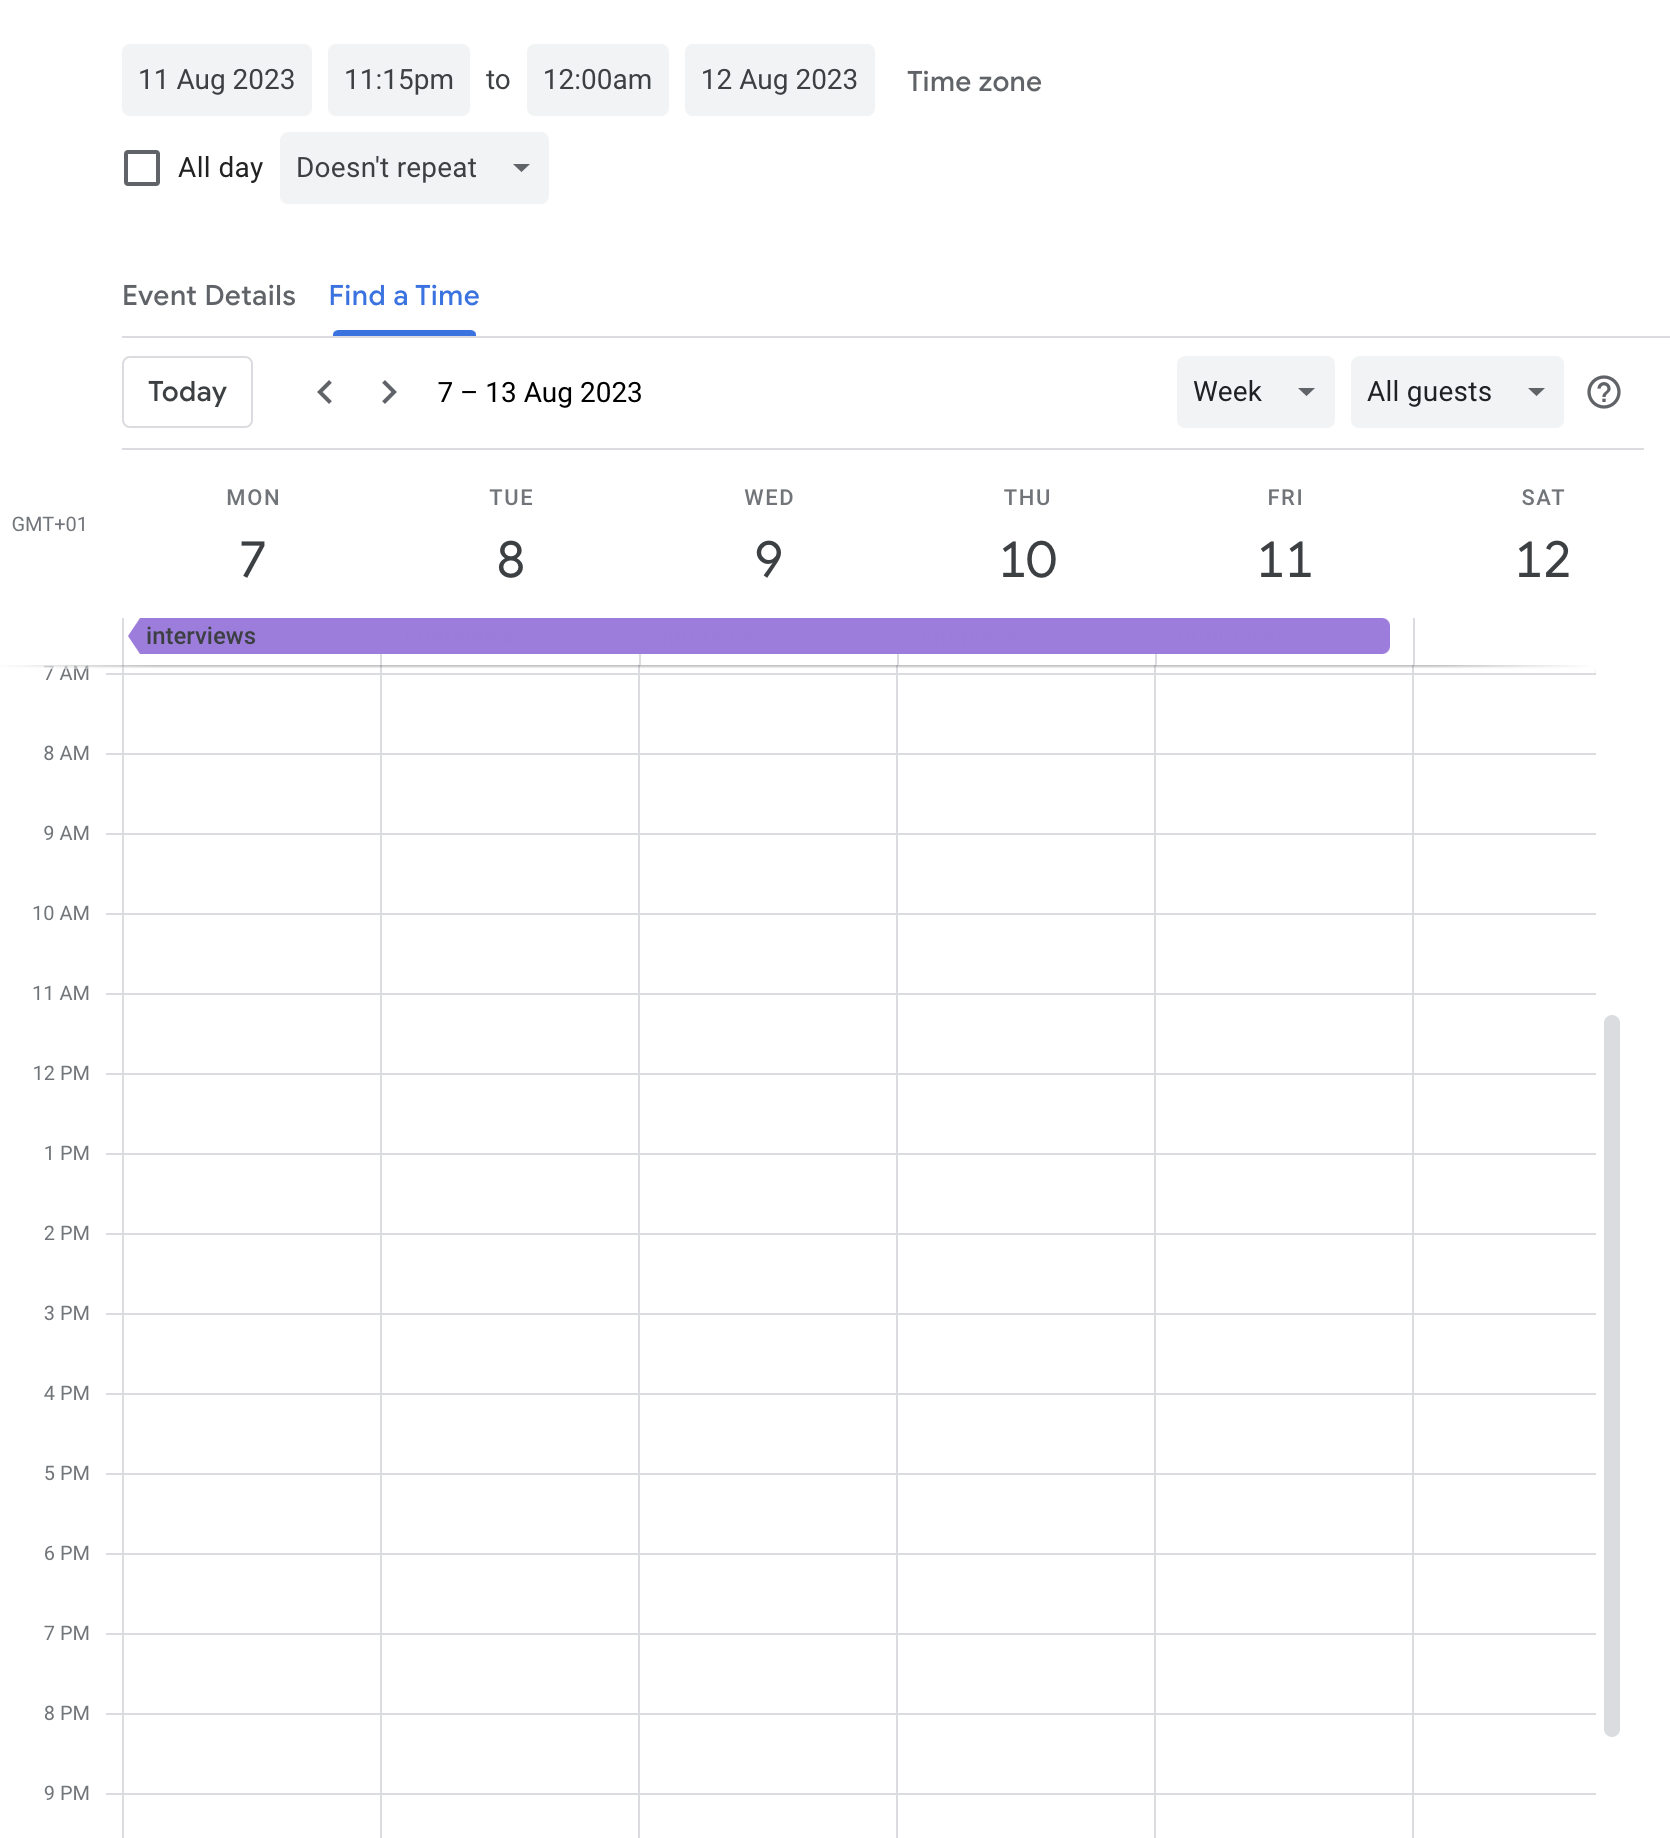 11 Aug 2023 11:15pm to 12:00am 12 Aug 2023 Time zone
All day Doesn't repeat
Event Details Find a Time
Today 7 – 13 Aug 2023 Week All guests
MON TUE WED THU FRI SAT
GMT+01
7 8 9 10 11 12
interviews
7 AM
8 AM
9 AM
10 AM
11 AM
12 PM
1 PM
2 PM
3 PM
4 PM
5 PM
6 PM
7 PM
8 PM
9 PM